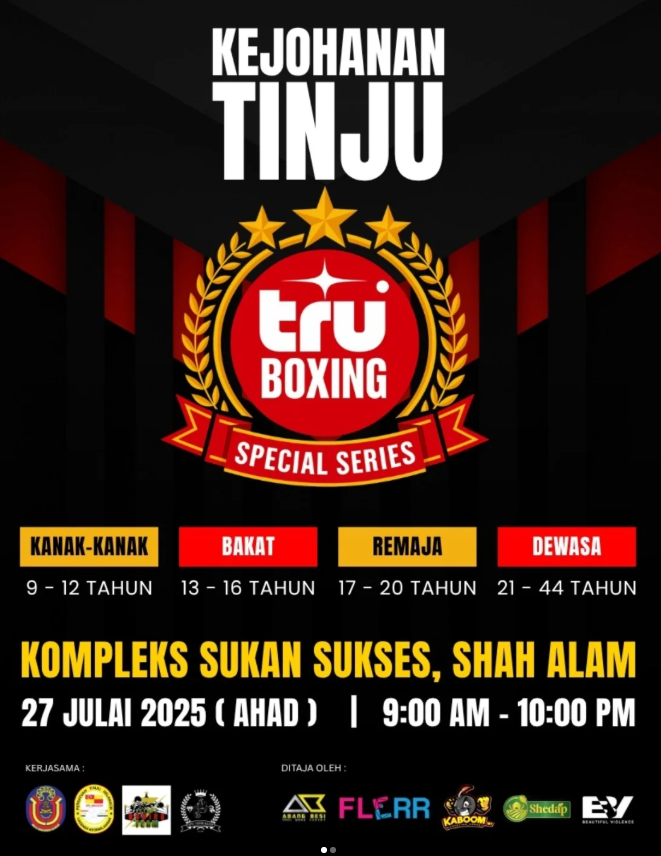 KEJOHANAN
TINJU
tru
BOXING
SPECIAL SERIES
KANAK-KANAK BAKAT REMAJA DEWASA
9 - 12 TAHUN 13 - 16 TAHUN 17 - 20 TAHUN 21 - 44 TAHUN
KOMPLEKS SUKAN SUKSES, SHAH ALAM
27 JULAI 2025 ( AHAD ) | 9:00 AM - 10:00 PM
KERJASAMA : DITAJA OLEH :
ABANG BESI
FLERR
KABOOM
Shedap
BV
BEAUTIFUL VIOLENCE